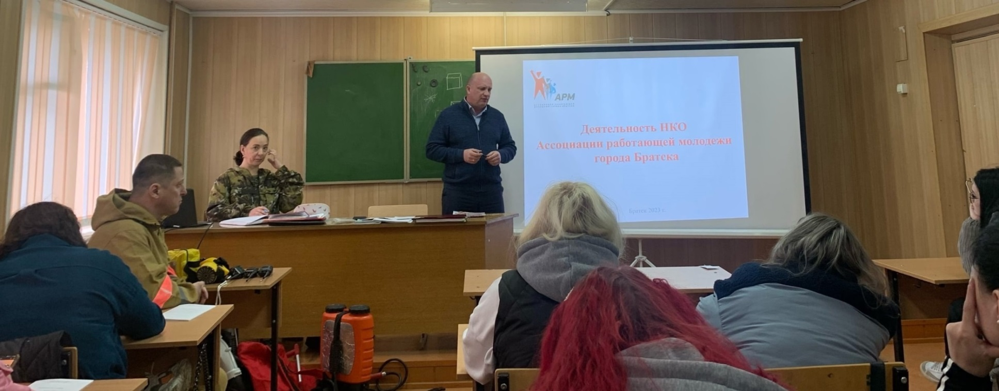 АРМ
Деятельность НКО
Ассоциации работающей молодежи
города Братска
Братск 2023 г.